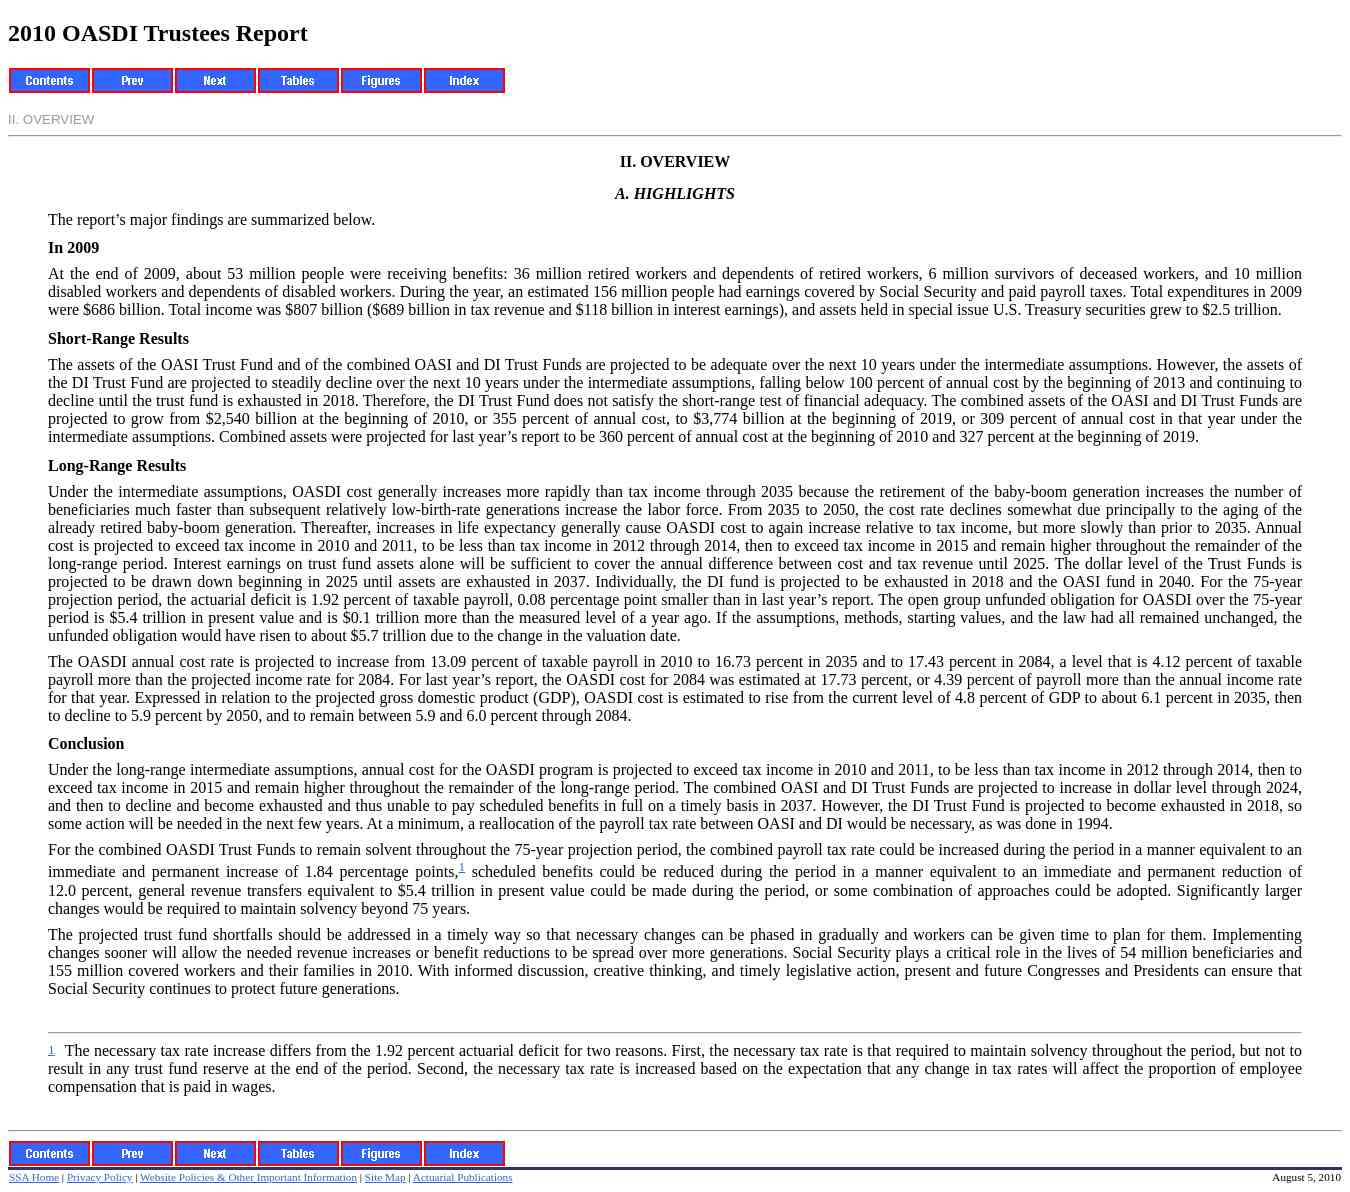 2010 OASDI Trustees Report
Contents Prev Next Tables Figures Index
II. OVERVIEW
II. OVERVIEW
A. HIGHLIGHTS
The report’s major findings are summarized below.
In 2009
At the end of 2009, about 53 million people were receiving benefits: 36 million retired workers and dependents of retired workers, 6 million survivors of deceased workers, and 10 million
disabled workers and dependents of disabled workers. During the year, an estimated 156 million people had earnings covered by Social Security and paid payroll taxes. Total expenditures in 2009
were $686 billion. Total income was $807 billion ($689 billion in tax revenue and $118 billion in interest earnings), and assets held in special issue U.S. Treasury securities grew to $2.5 trillion.
Short-Range Results
The assets of the OASI Trust Fund and of the combined OASI and DI Trust Funds are projected to be adequate over the next 10 years under the intermediate assumptions. However, the assets of
the DI Trust Fund are projected to steadily decline over the next 10 years under the intermediate assumptions, falling below 100 percent of annual cost by the beginning of 2013 and continuing to
decline until the trust fund is exhausted in 2018. Therefore, the DI Trust Fund does not satisfy the short-range test of financial adequacy. The combined assets of the OASI and DI Trust Funds are
projected to grow from $2,540 billion at the beginning of 2010, or 355 percent of annual cost, to $3,774 billion at the beginning of 2019, or 309 percent of annual cost in that year under the
intermediate assumptions. Combined assets were projected for last year’s report to be 360 percent of annual cost at the beginning of 2010 and 327 percent at the beginning of 2019.
Long-Range Results
Under the intermediate assumptions, OASDI cost generally increases more rapidly than tax income through 2035 because the retirement of the baby-boom generation increases the number of
beneficiaries much faster than subsequent relatively low-birth-rate generations increase the labor force. From 2035 to 2050, the cost rate declines somewhat due principally to the aging of the
already retired baby-boom generation. Thereafter, increases in life expectancy generally cause OASDI cost to again increase relative to tax income, but more slowly than prior to 2035. Annual
cost is projected to exceed tax income in 2010 and 2011, to be less than tax income in 2012 through 2014, then to exceed tax income in 2015 and remain higher throughout the remainder of the
long-range period. Interest earnings on trust fund assets alone will be sufficient to cover the annual difference between cost and tax revenue until 2025. The dollar level of the Trust Funds is
projected to be drawn down beginning in 2025 until assets are exhausted in 2037. Individually, the DI fund is projected to be exhausted in 2018 and the OASI fund in 2040. For the 75-year
projection period, the actuarial deficit is 1.92 percent of taxable payroll, 0.08 percentage point smaller than in last year’s report. The open group unfunded obligation for OASDI over the 75-year
period is $5.4 trillion in present value and is $0.1 trillion more than the measured level of a year ago. If the assumptions, methods, starting values, and the law had all remained unchanged, the
unfunded obligation would have risen to about $5.7 trillion due to the change in the valuation date.
The OASDI annual cost rate is projected to increase from 13.09 percent of taxable payroll in 2010 to 16.73 percent in 2035 and to 17.43 percent in 2084, a level that is 4.12 percent of taxable
payroll more than the projected income rate for 2084. For last year’s report, the OASDI cost for 2084 was estimated at 17.73 percent, or 4.39 percent of payroll more than the annual income rate
for that year. Expressed in relation to the projected gross domestic product (GDP), OASDI cost is estimated to rise from the current level of 4.8 percent of GDP to about 6.1 percent in 2035, then
to decline to 5.9 percent by 2050, and to remain between 5.9 and 6.0 percent through 2084.
Conclusion
Under the long-range intermediate assumptions, annual cost for the OASDI program is projected to exceed tax income in 2010 and 2011, to be less than tax income in 2012 through 2014, then to
exceed tax income in 2015 and remain higher throughout the remainder of the long-range period. The combined OASI and DI Trust Funds are projected to increase in dollar level through 2024,
and then to decline and become exhausted and thus unable to pay scheduled benefits in full on a timely basis in 2037. However, the DI Trust Fund is projected to become exhausted in 2018, so
some action will be needed in the next few years. At a minimum, a reallocation of the payroll tax rate between OASI and DI would be necessary, as was done in 1994.
For the combined OASDI Trust Funds to remain solvent throughout the 75-year projection period, the combined payroll tax rate could be increased during the period in a manner equivalent to an
immediate and permanent increase of 1.84 percentage points,1 scheduled benefits could be reduced during the period in a manner equivalent to an immediate and permanent reduction of
12.0 percent, general revenue transfers equivalent to $5.4 trillion in present value could be made during the period, or some combination of approaches could be adopted. Significantly larger
changes would be required to maintain solvency beyond 75 years.
The projected trust fund shortfalls should be addressed in a timely way so that necessary changes can be phased in gradually and workers can be given time to plan for them. Implementing
changes sooner will allow the needed revenue increases or benefit reductions to be spread over more generations. Social Security plays a critical role in the lives of 54 million beneficiaries and
155 million covered workers and their families in 2010. With informed discussion, creative thinking, and timely legislative action, present and future Congresses and Presidents can ensure that
Social Security continues to protect future generations.
1 The necessary tax rate increase differs from the 1.92 percent actuarial deficit for two reasons. First, the necessary tax rate is that required to maintain solvency throughout the period, but not to
result in any trust fund reserve at the end of the period. Second, the necessary tax rate is increased based on the expectation that any change in tax rates will affect the proportion of employee
compensation that is paid in wages.
Contents Prev Next Tables Figures Index
SSA Home | Privacy Policy | Website Policies & Other Important Information | Site Map | Actuarial Publications August 5, 2010